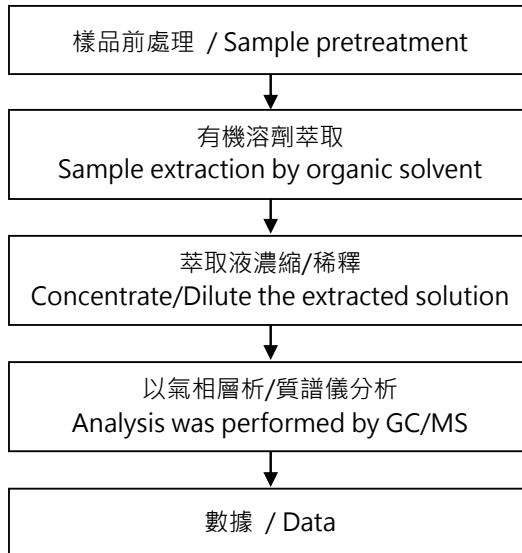 樣品前處理 / Sample pretreatment
有機溶劑萃取
Sample extraction by organic solvent
萃取液濃縮/稀釋
Concentrate/Dilute the extracted solution
以氣相層析/質譜儀分析
Analysis was performed by GC/MS
數據 / Data